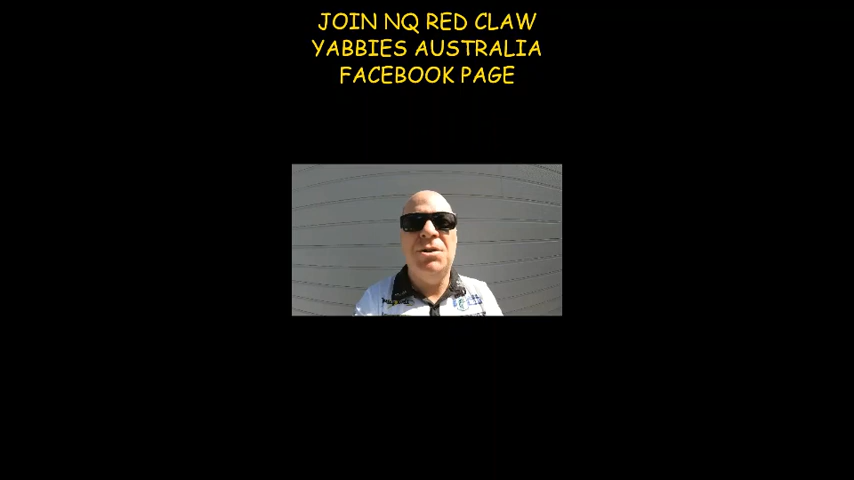 JOIN NQ RED CLAW
YABBIES AUSTRALIA
FACEBOOK PAGE